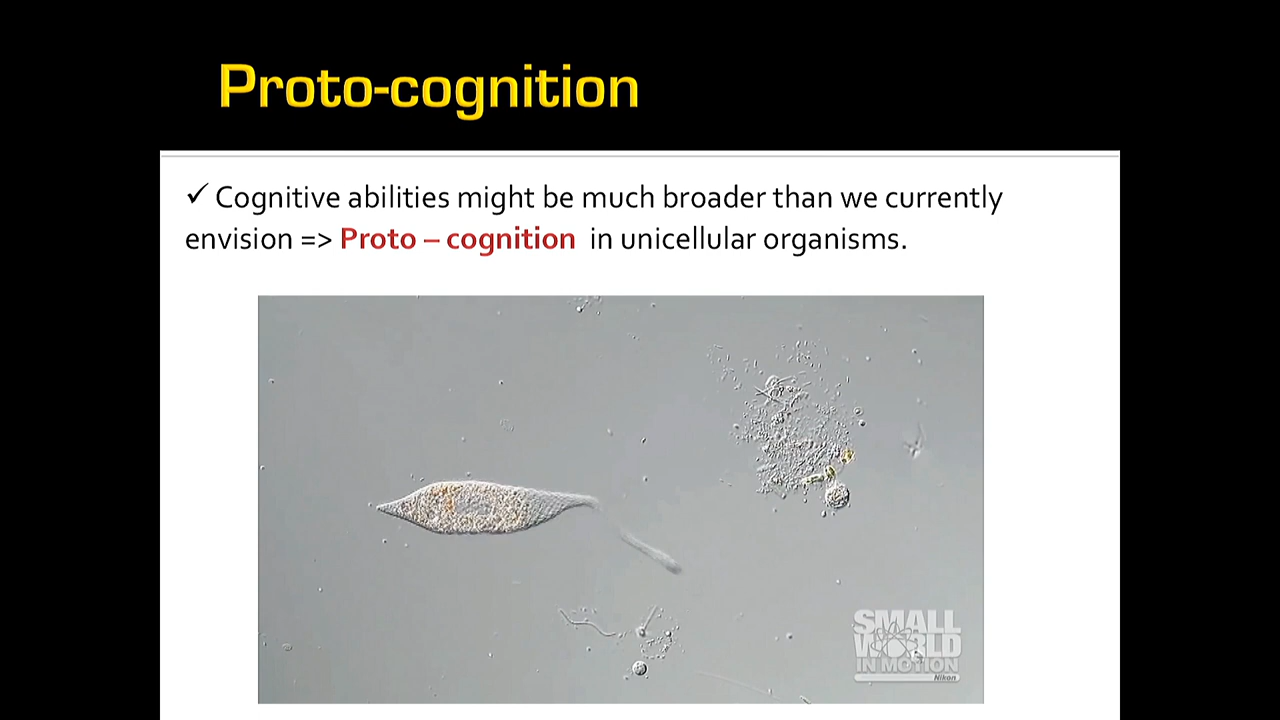 Proto-cognition
✓ Cognitive abilities might be much broader than we currently
envision => Proto – cognition in unicellular organisms.
SMALL
WORLD
IN MOTION
Nikon